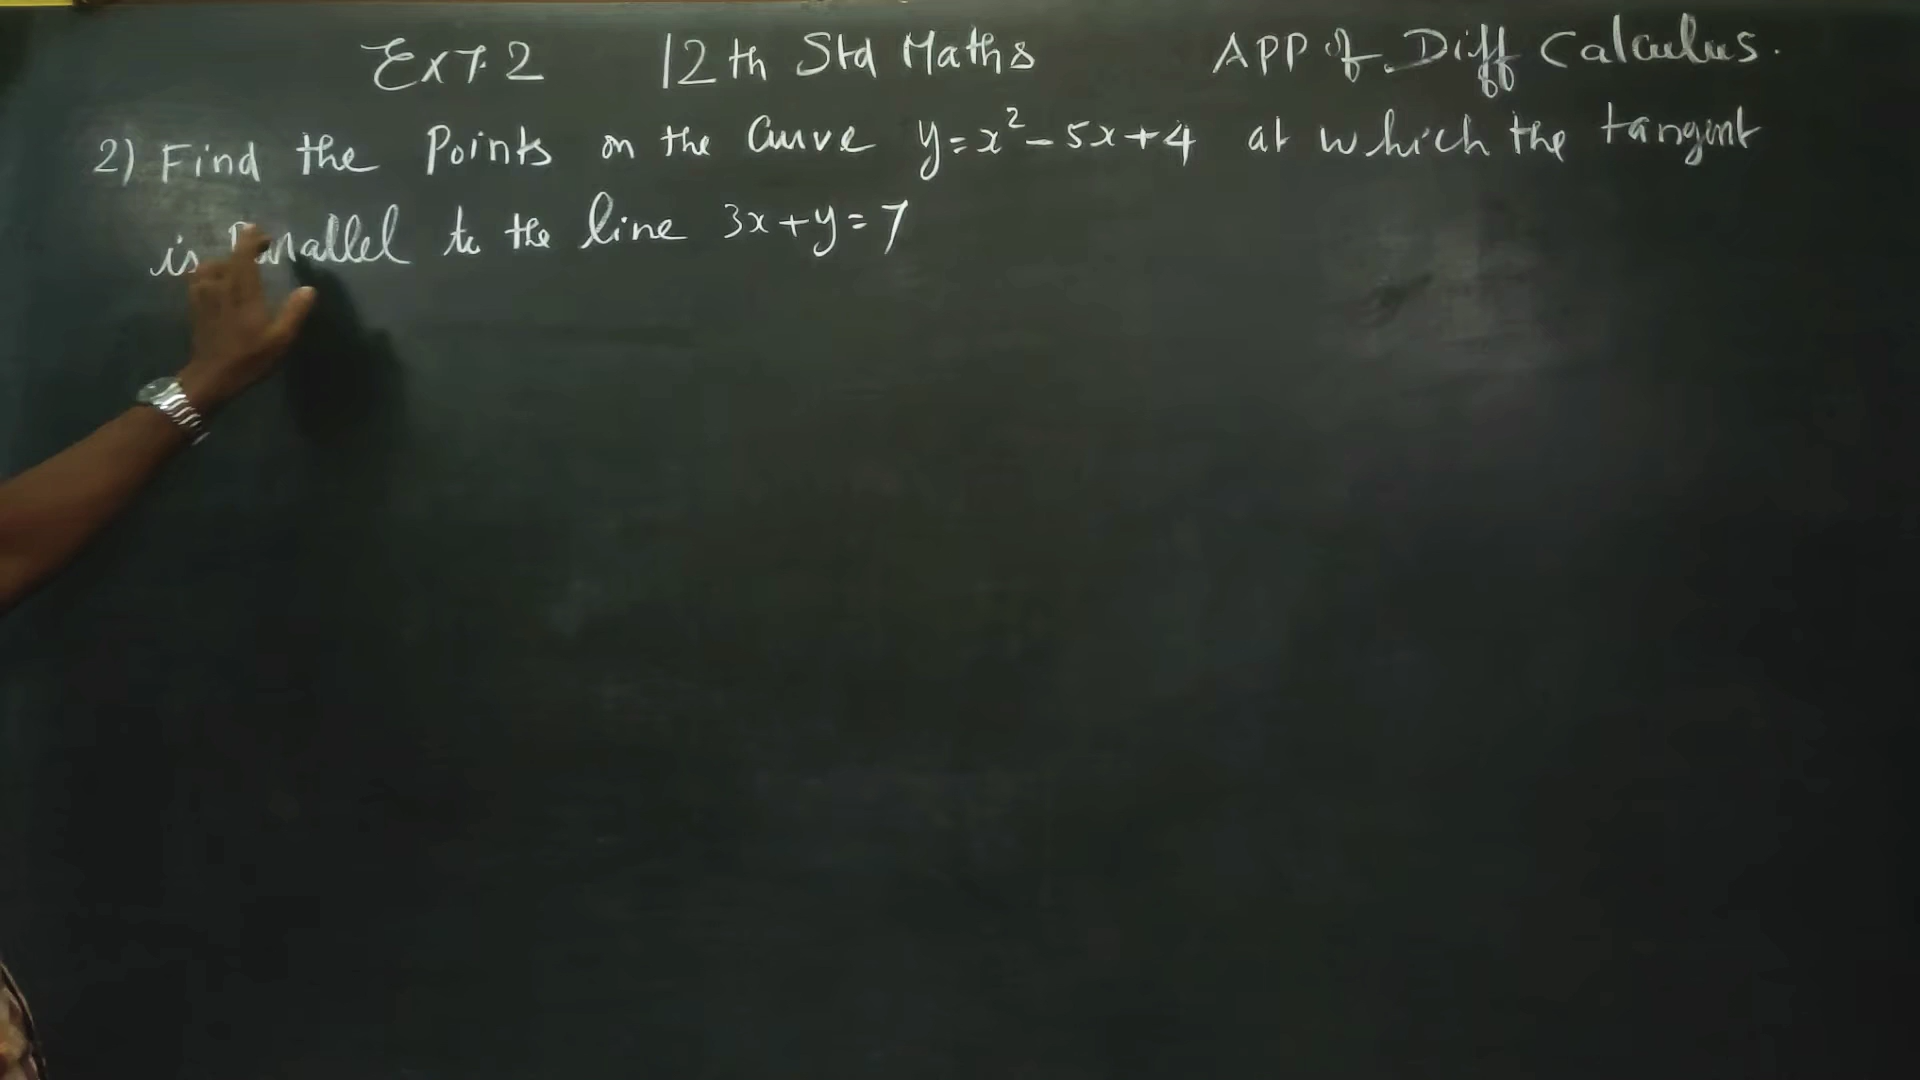 Ex 7.2 12th Std Maths APP of Diff Calculus.
2) Find the Points on the Curve y=x²-5x+4 at which the tangent
is Parallel to the line 3x+y=7